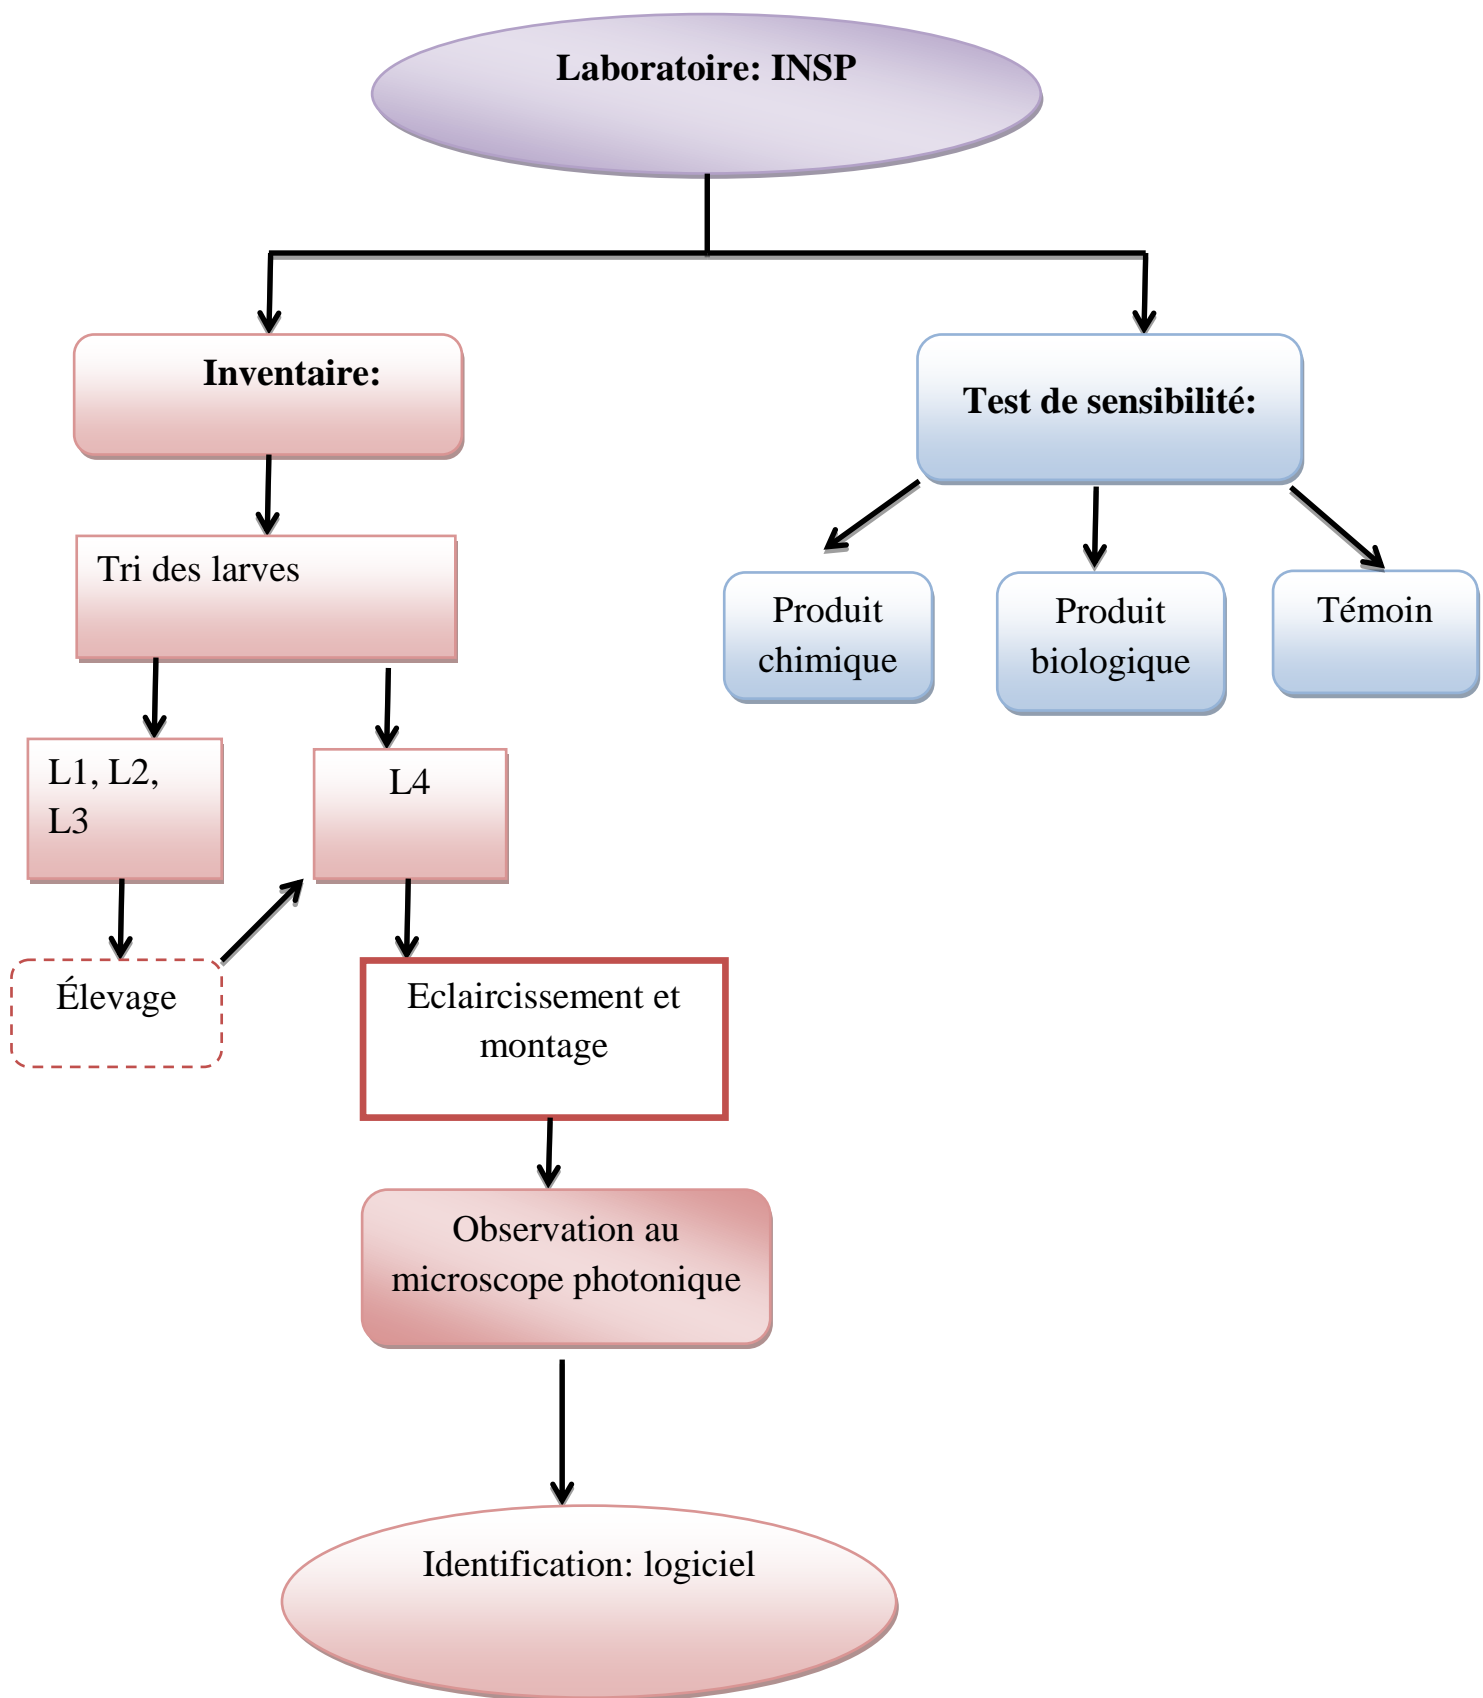 Laboratoire: INSP
Inventaire:
Test de sensibilité:
Tri des larves
Produit
chimique
Produit
biologique
Témoin
L1, L2,
L3
L4
Élevage
Eclaircissement et
montage
Observation au
microscope photonique
Identification: logiciel